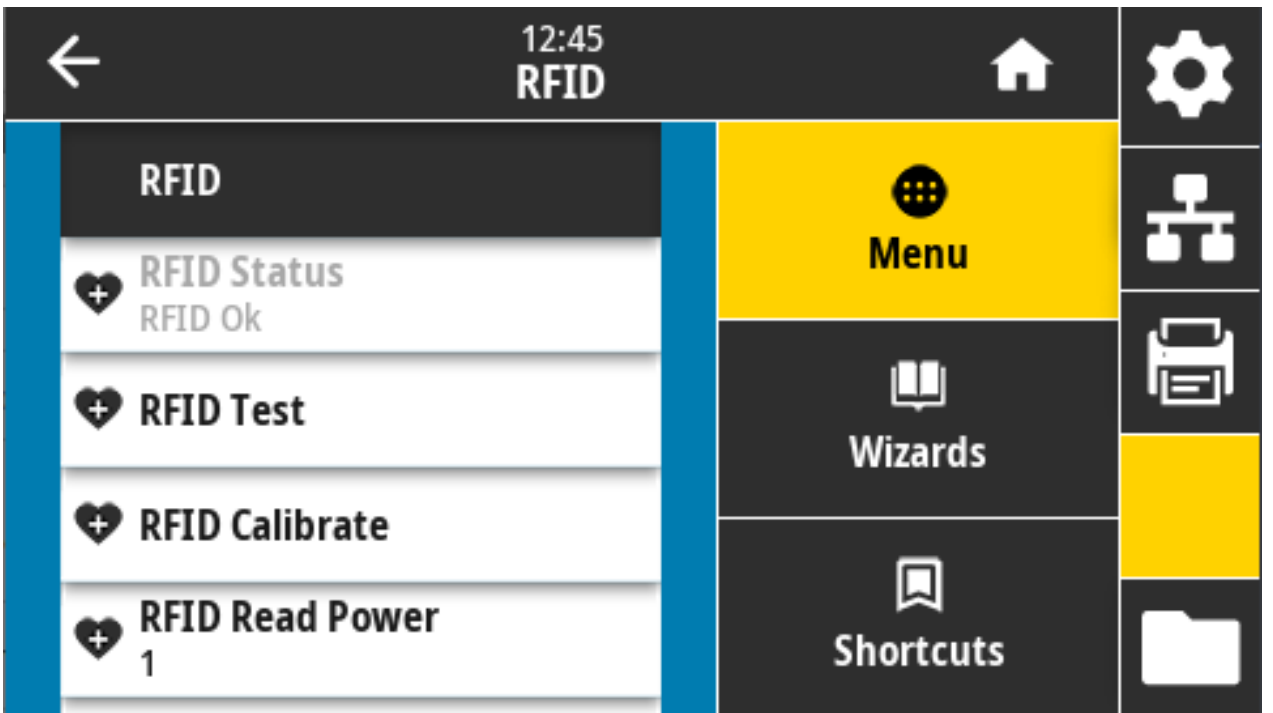 12:45
RFID
RFID
RFID Status
RFID Ok
RFID Test
RFID Calibrate
RFID Read Power
1
Menu
Wizards
Shortcuts